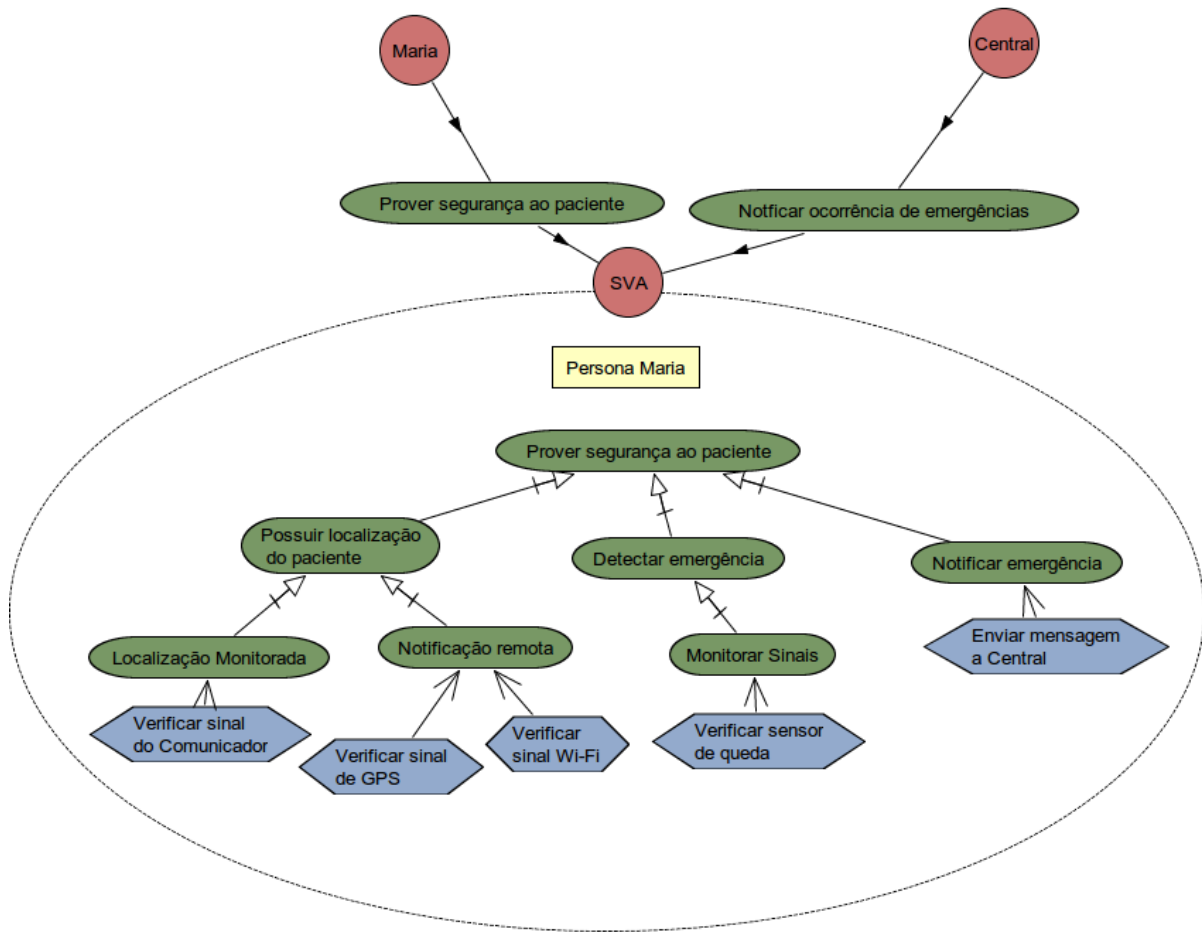 Maria
Central
Prover segurança ao paciente
Notficar ocorrência de emergências
SVA
Persona Maria
Prover segurança ao paciente
Possuir localização
do paciente
Detectar emergência
Notificar emergência
Localização Monitorada
Notificação remota
Monitorar Sinais
Enviar mensagem
a Central
Verificar sinal
do Comunicador
Verificar sinal
de GPS
Verificar
sinal Wi-Fi
Verificar sensor
de queda